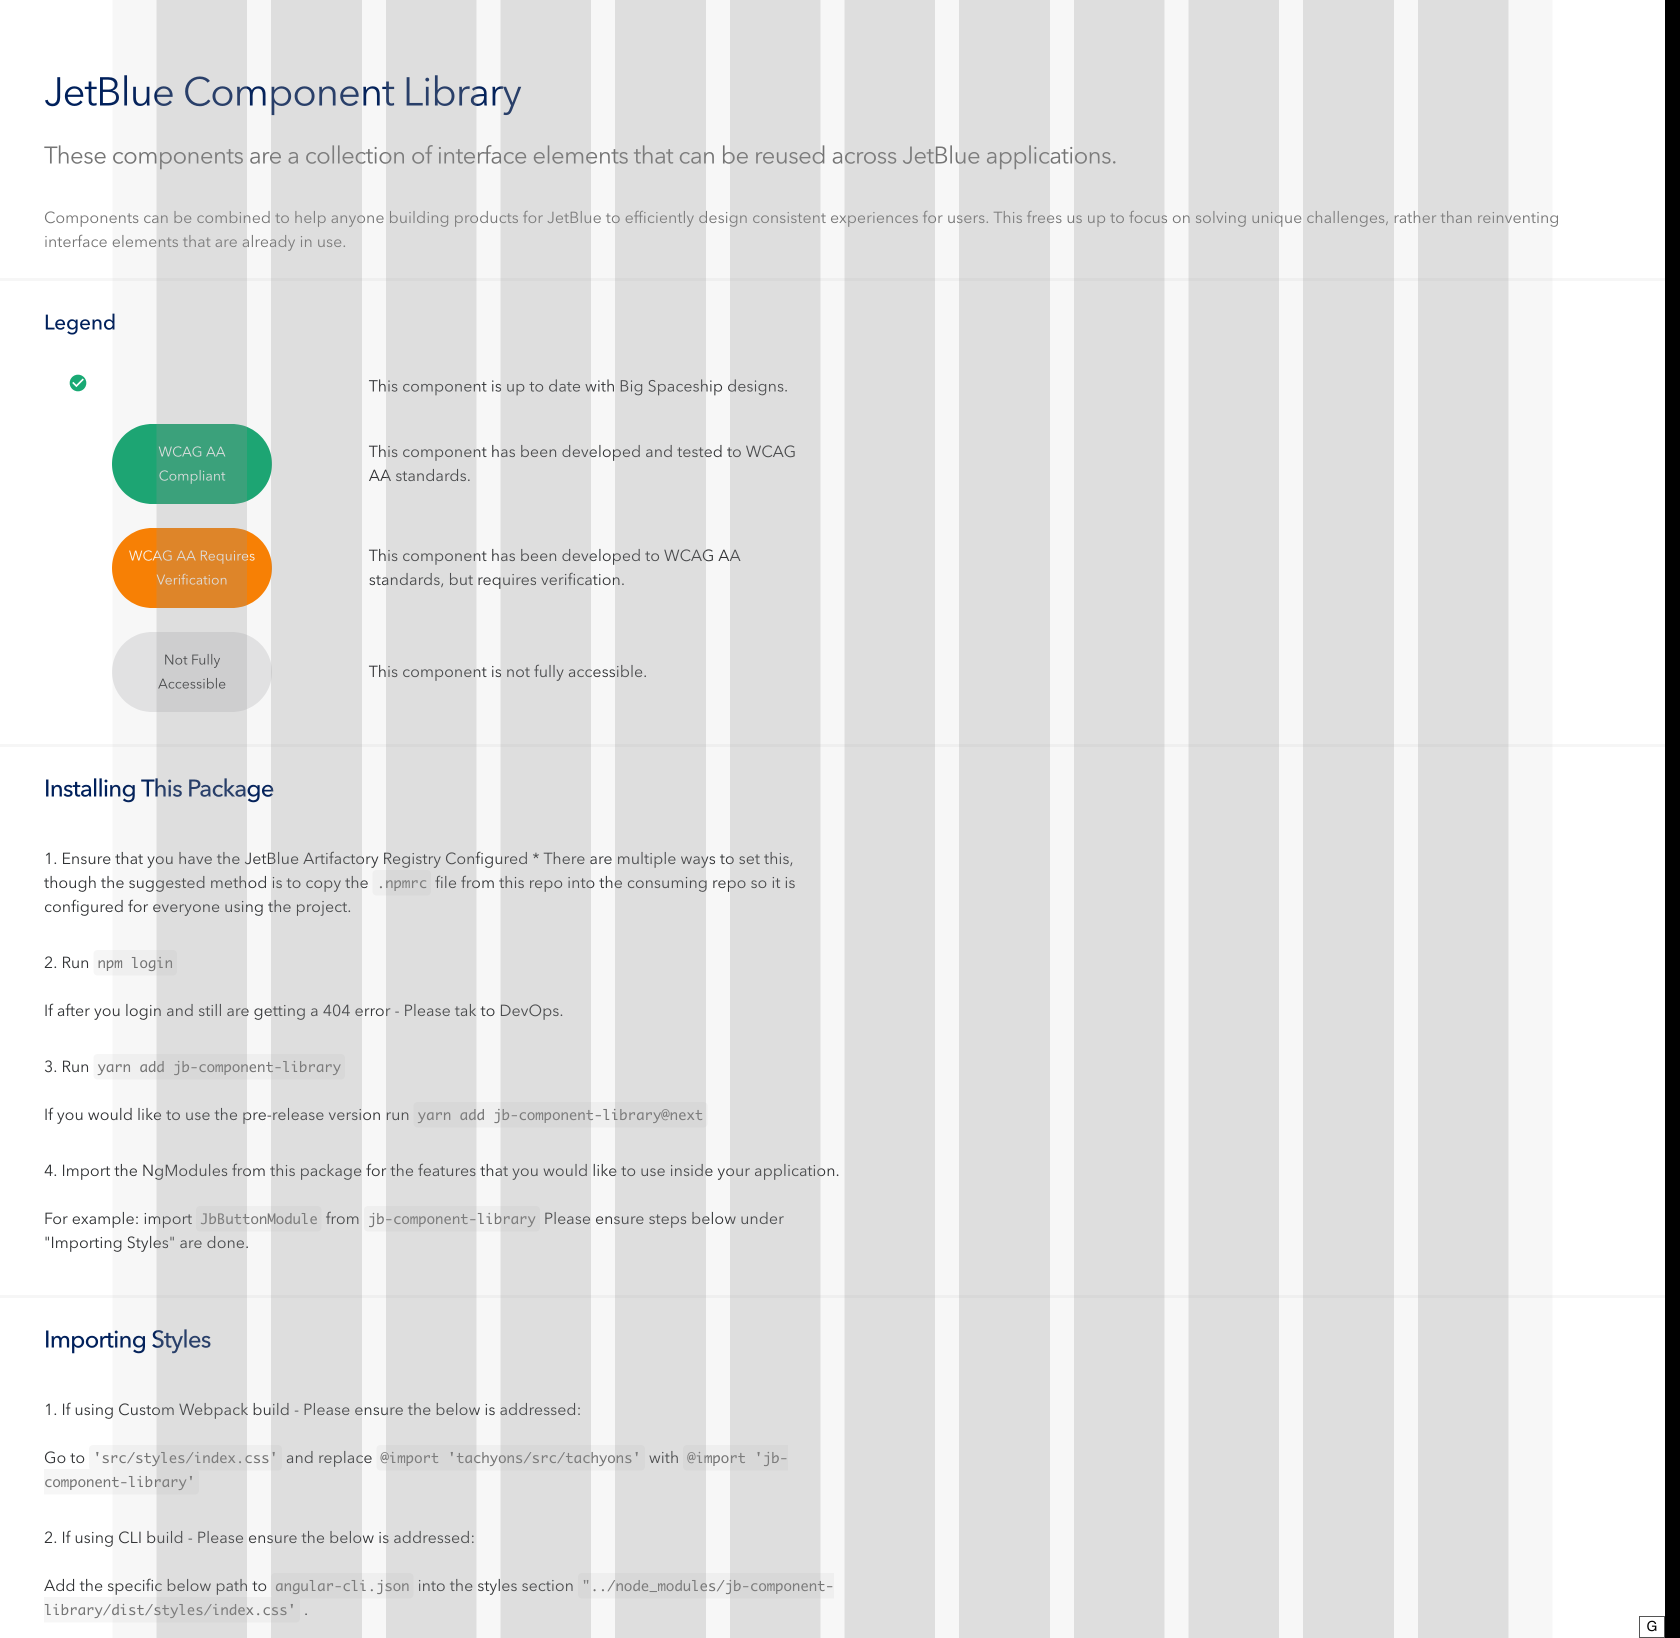 JetBlue Component Library
These components are a collection of interface elements that can be reused across JetBlue applications.
Components can be combined to help anyone building products for JetBlue to efficiently design consistent experiences for users. This frees us up to focus on solving unique challenges, rather than reinventing
interface elements that are already in use.
Legend
This component is up to date with Big Spaceship designs.
WCAG AA
Compliant
This component has been developed and tested to WCAG
AA standards.
WCAG AA Requires
Verification
This component has been developed to WCAG AA
standards, but requires verification.
Not Fully
Accessible
This component is not fully accessible.
Installing This Package
1. Ensure that you have the JetBlue Artifactory Registry Configured * There are multiple ways to set this,
though the suggested method is to copy the .npmrc file from this repo into the consuming repo so it is
configured for everyone using the project.
2. Run npm login
If after you login and still are getting a 404 error - Please tak to DevOps.
3. Run yarn add jb-component-library
If you would like to use the pre-release version run yarn add jb-component-library@next
4. Import the NgModules from this package for the features that you would like to use inside your application.
For example: import JbButtonModule from jb-component-library Please ensure steps below under
"Importing Styles" are done.
Importing Styles
1. If using Custom Webpack build - Please ensure the below is addressed:
Go to 'src/styles/index.css' and replace @import 'tachyons/src/tachyons' with @import 'jb-
component-library'
2. If using CLI build - Please ensure the below is addressed:
Add the specific below path to angular-cli.json into the styles section "../node_modules/jb-component-
library/dist/styles/index.css' .
G